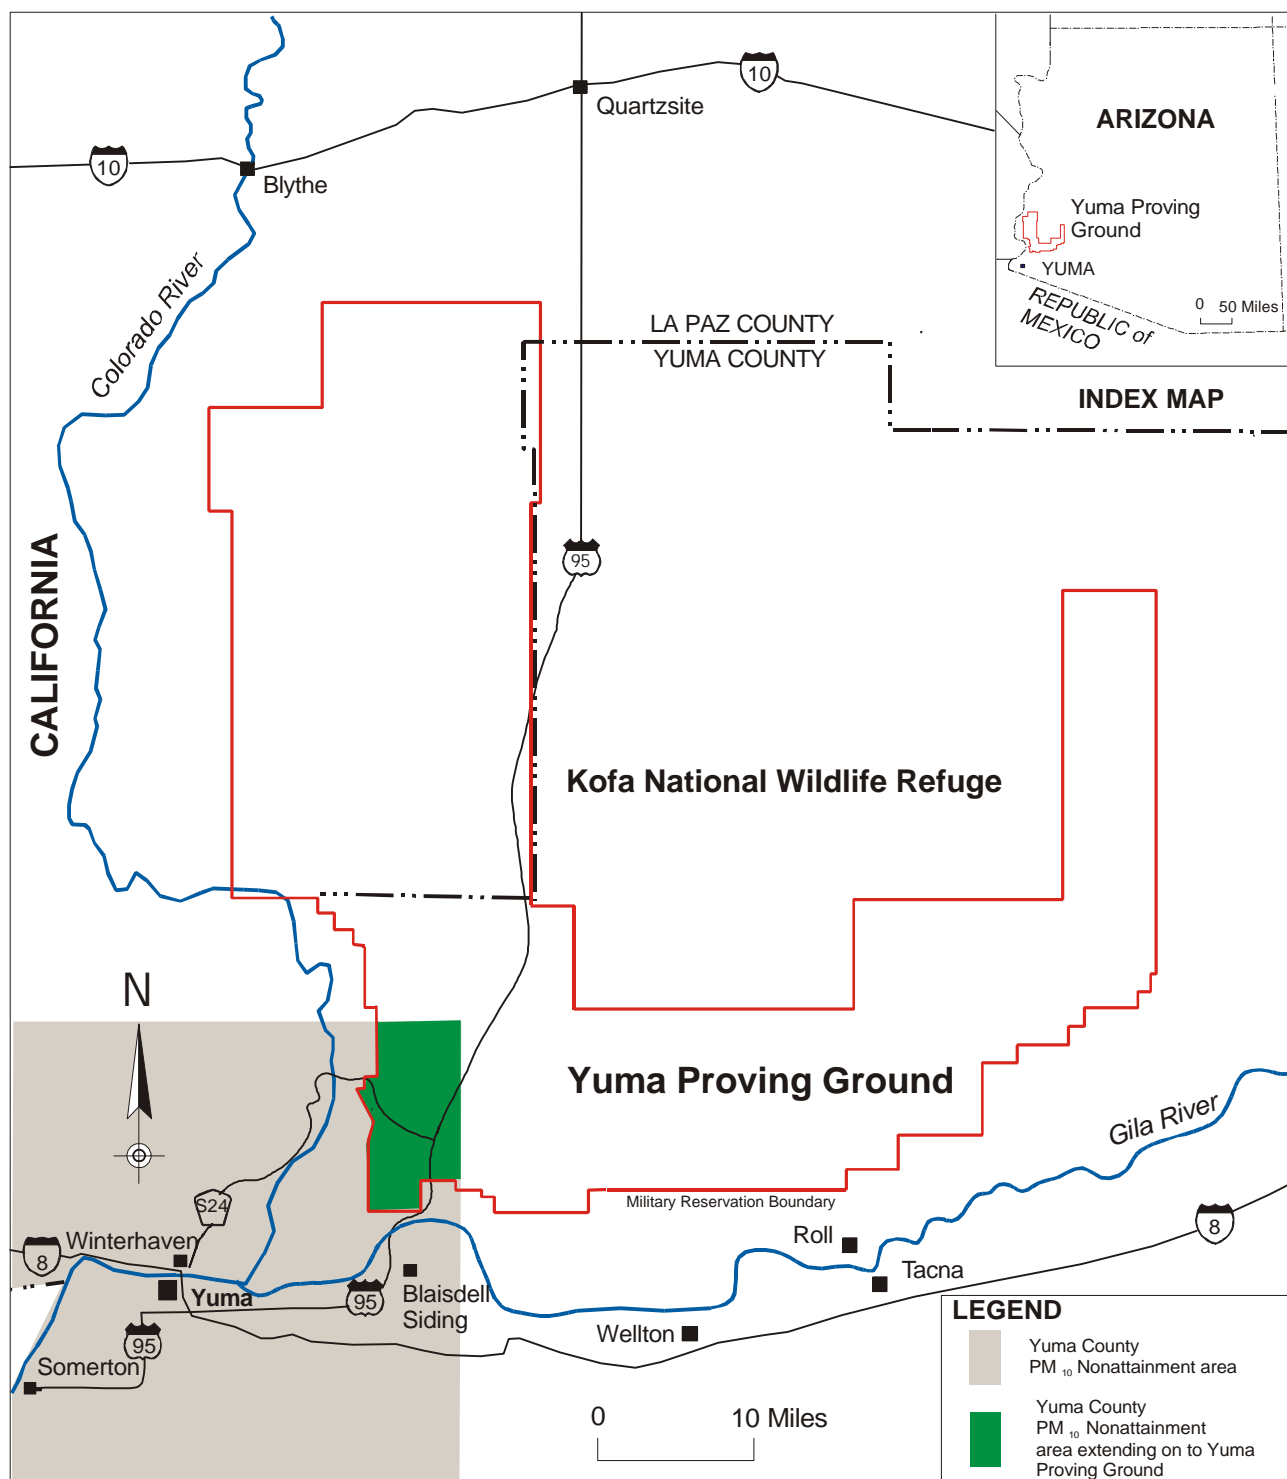 10
Quartzsite
10
Blythe
Colorado River
CALIFORNIA
ARIZONA
Yuma Proving
Ground
YUMA
REPUBLIC of
MEXICO
0 50 Miles
INDEX MAP
LA PAZ COUNTY
YUMA COUNTY
95
Kofa National Wildlife Refuge
N
Yuma Proving Ground
Gila River
Military Reservation Boundary
S24
Winterhaven
8
Yuma
95
Blaisdell
Siding
95
Somerton
Roll
Tacna
8
Wellton
0 10 Miles
LEGEND
Yuma County
PM 10 Nonattainment area
Yuma County
PM 10 Nonattainment
area extending on to Yuma
Proving Ground